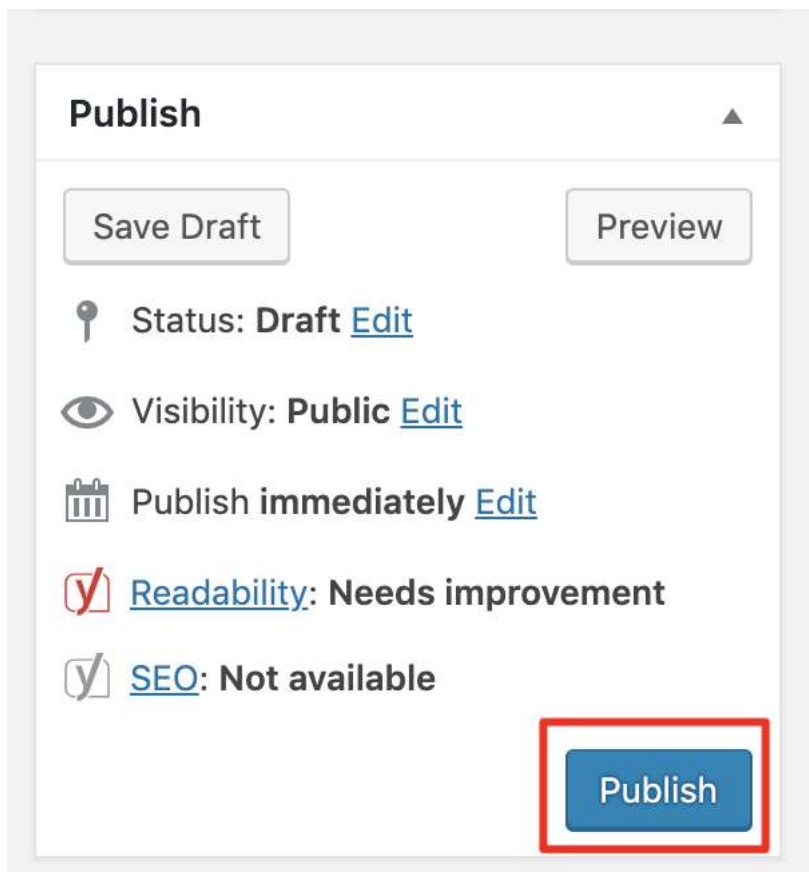 Publish
Save Draft
Preview
Status: Draft Edit
Visibility: Public Edit
Publish immediately Edit
Readability: Needs improvement
SEO: Not available
Publish